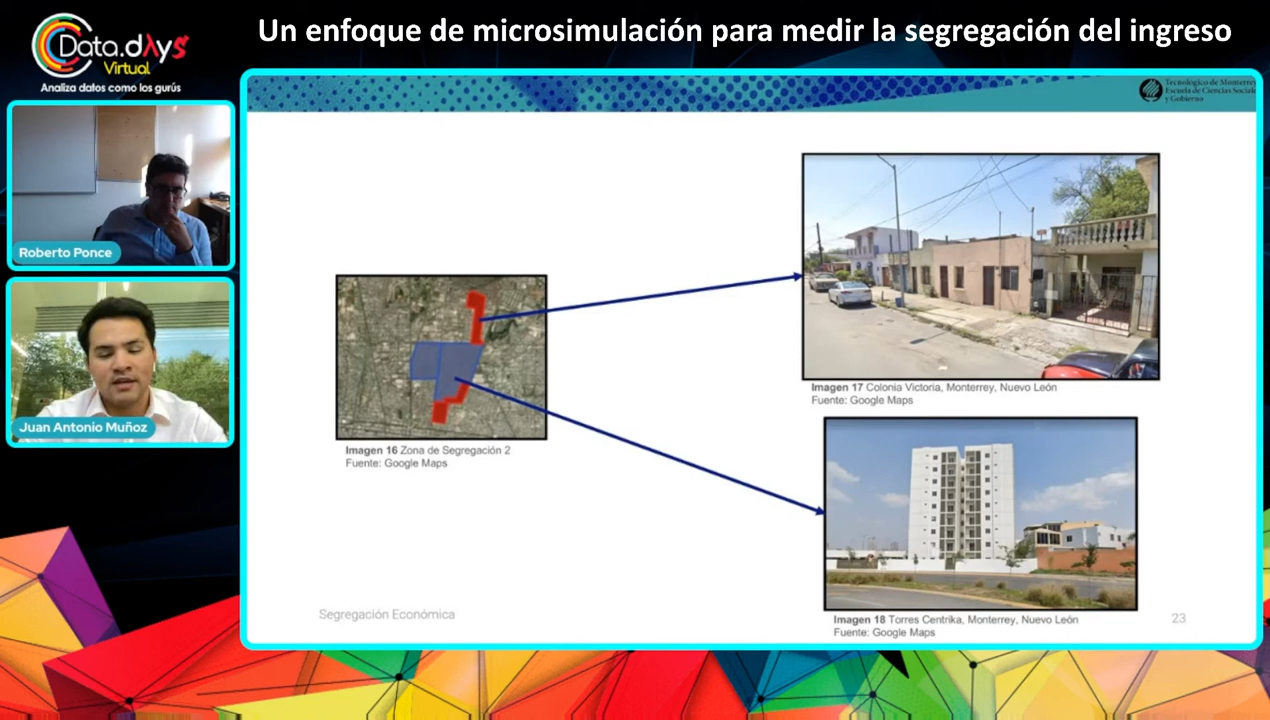 Un enfoque de microsimulación para medir la segregación del ingreso
Data.dAys
Virtual
Analiza datos como los gurús
Tecnológico de Monterrey
Escuela de Ciencias Sociales
y Gobierno
Roberto Ponce
Juan Antonio Muñoz
Imagen 16 Zona de Segregación 2
Fuente: Google Maps
Imagen 17 Colonia Victoria, Monterrey, Nuevo León
Fuente: Google Maps
Imagen 18 Torres Centrika, Monterrey, Nuevo León
Fuente: Google Maps
Segregación Económica
23